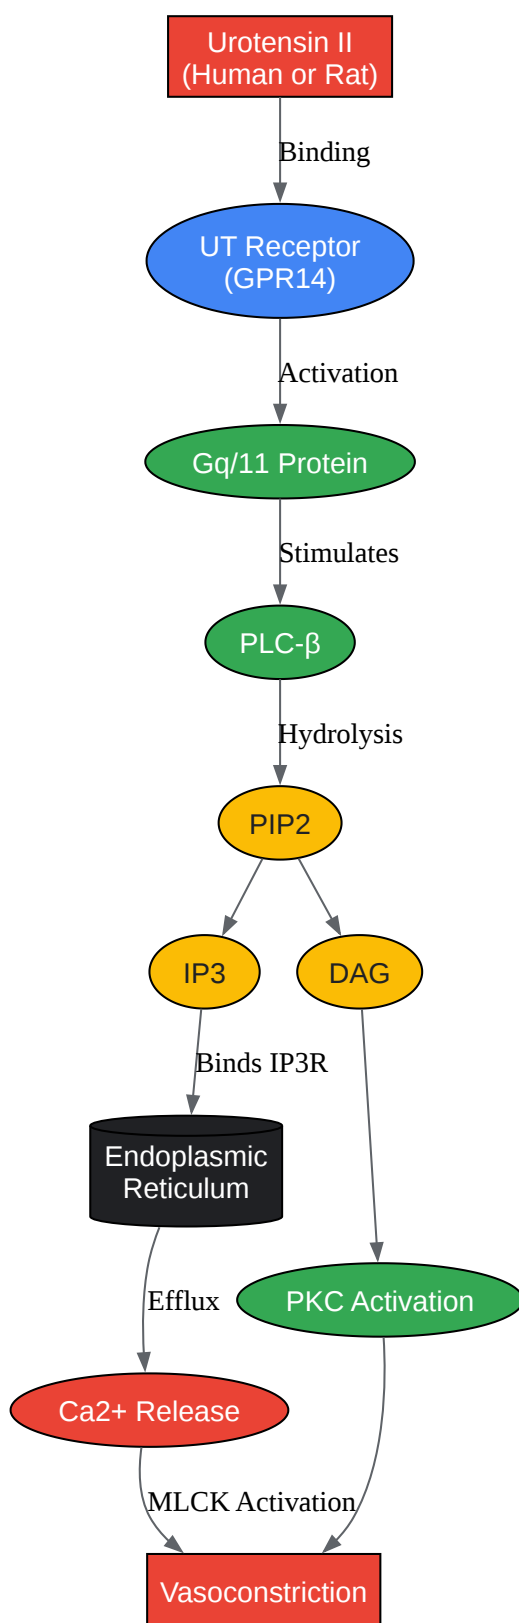 Urotensin II
(Human or Rat)
Binding
UT Receptor
(GPR14)
Activation
Gq/11 Protein
Stimulates
PLC-β
Hydrolysis
PIP2
IP3
DAG
Binds IP3R
Endoplasmic
Reticulum
Efflux
PKC Activation
Ca2+ Release
MLCK Activation
Vasoconstriction